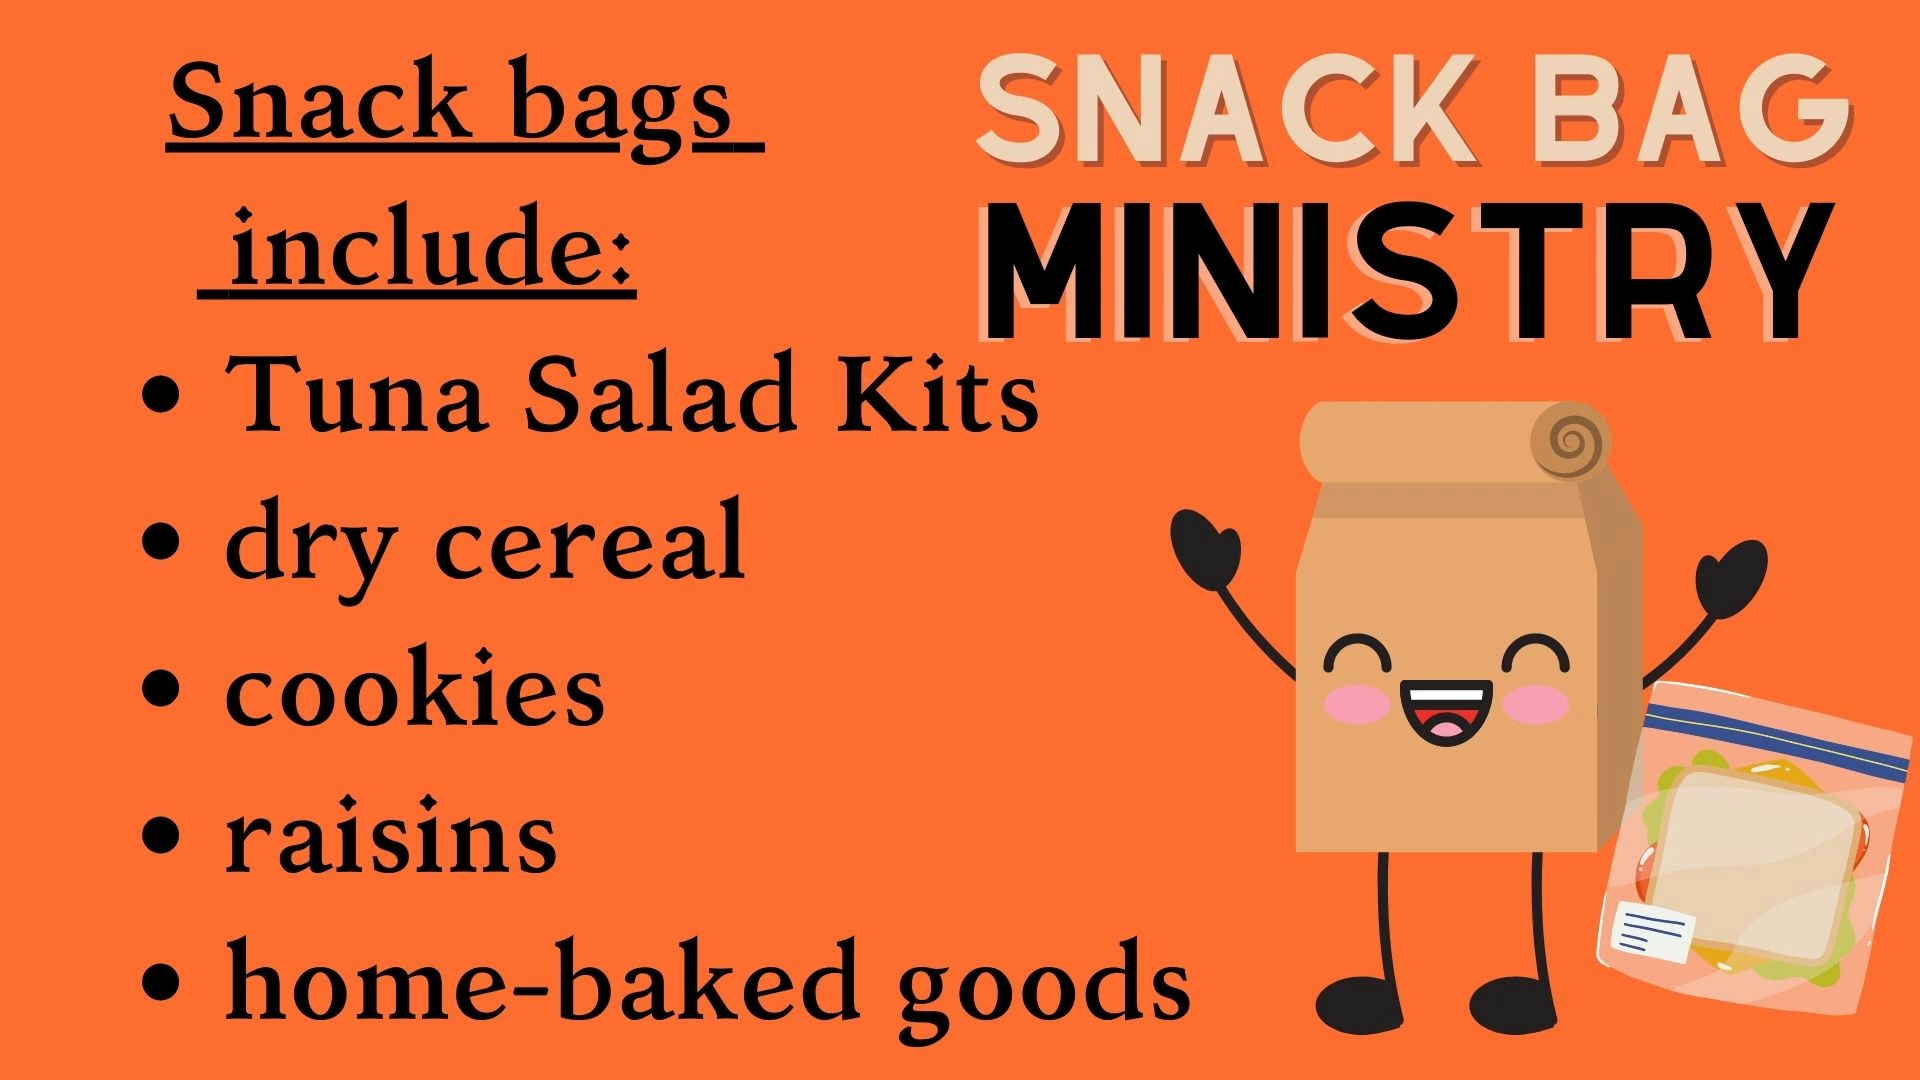 Snack bags
include:
• Tuna Salad Kits
• dry cereal
• cookies
• raisins
• home-baked goods
SNACK BAG
MINISTRY